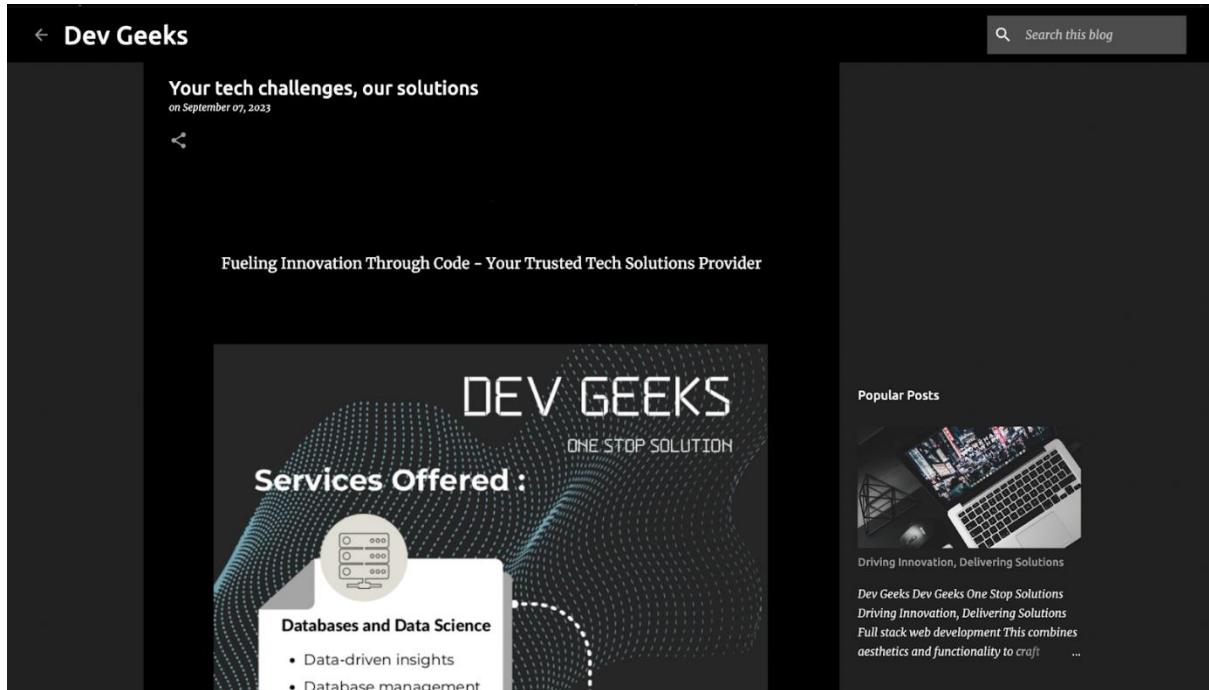 Dev Geeks
Search this blog
Your tech challenges, our solutions
on September 07, 2023
Fueling Innovation Through Code – Your Trusted Tech Solutions Provider
DEV GEEKS
ONE STOP SOLUTION
Services Offered :
Databases and Data Science
• Data-driven insights
• Database management
Popular Posts
Driving Innovation, Delivering Solutions
Dev Geeks Dev Geeks One Stop Solutions
Driving Innovation, Delivering Solutions
Full stack web development This combines
aesthetics and functionality to craft ...